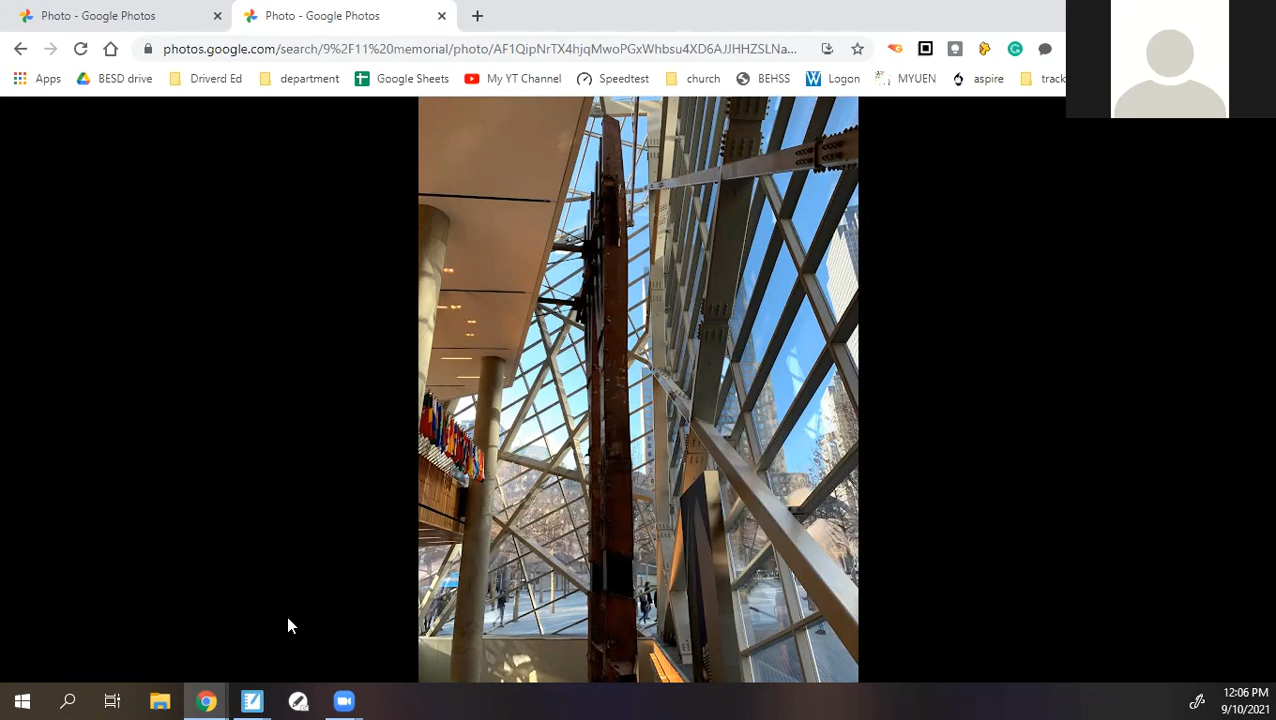 Photo - Google Photos
Photo - Google Photos
photos.google.com/search/9%2F11%20memorial/photo/AF1QipNrTX4hjqMwoPGxWhbsu4XD6AJJHHZSLNa...
Apps BESD drive Driverd Ed department Google Sheets My YT Channel Speedtest church BEHSS Logon MYUEN aspire track
12:06 PM
9/10/2021